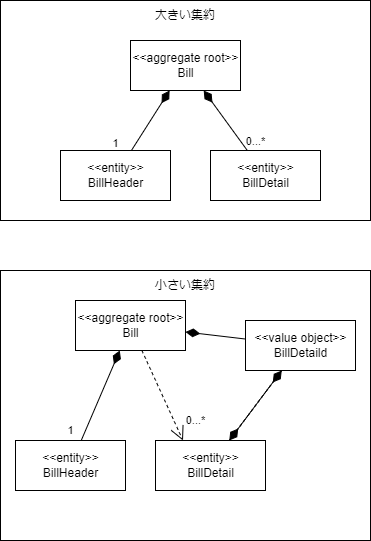 大きい集約
<<aggregate root>>
Bill
1
0...*
<<entity>>
BillHeader
<<entity>>
BillDetail
小さい集約
<<aggregate root>>
Bill
<<value object>>
BillDetaiId
1
0...*
<<entity>>
BillHeader
<<entity>>
BillDetail